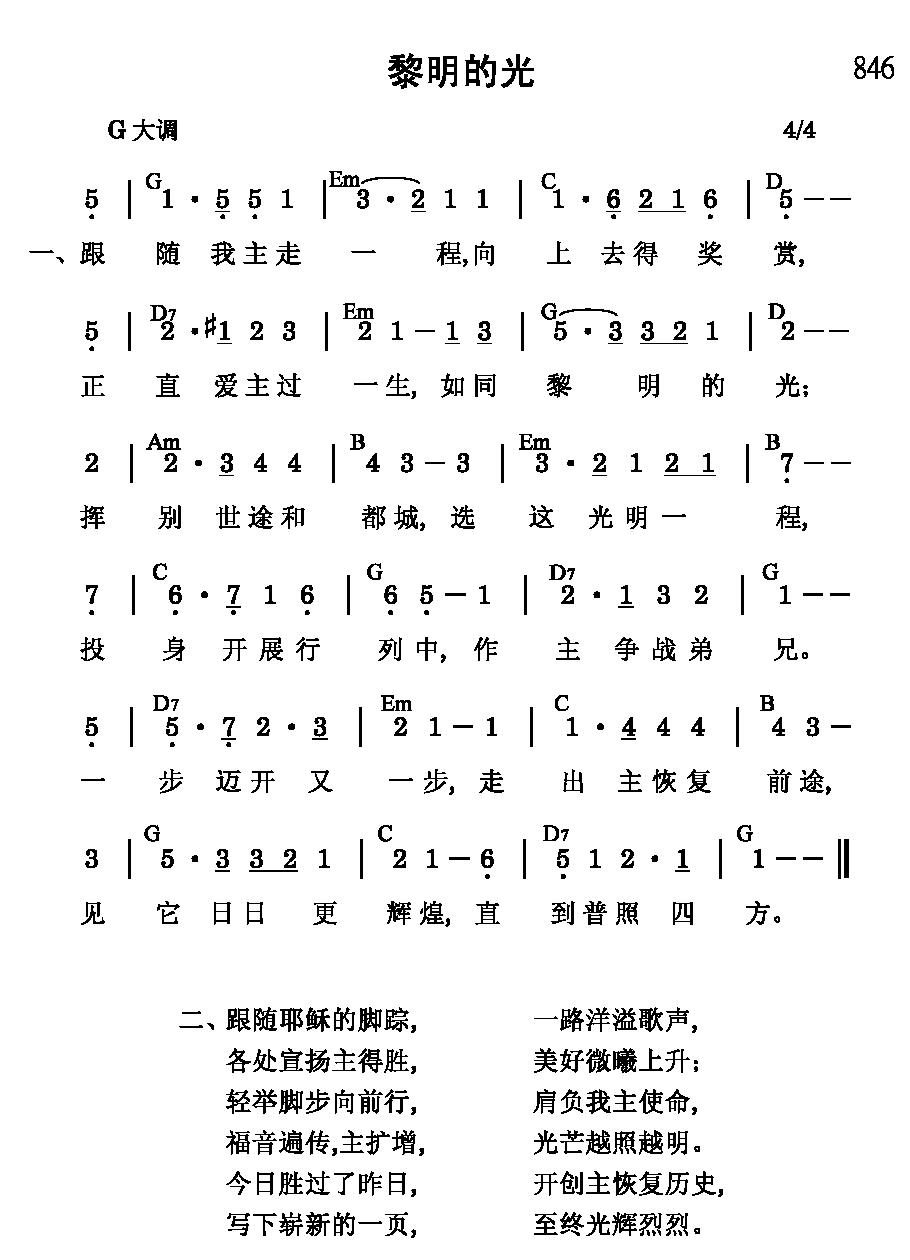 黎明的光 846
G大调 4/4
G Em C D
5̣ | 1 · 5̣ 5̣ 1 | 3 · 2 1 1 | 1 · 6̣ 2 1 6̣ | 5̣ - -
一、跟 随 我主走 一 程,向 上 去得 奖 赏,
D7 Em G D
5̣ | 2 · #1 2 3 | 2 1 - 1 3 | 5 · 3 3 2 1 | 2 - -
正 直 爱主过 一生, 如同 黎 明 的 光;
Am B Em B
2 | 2 · 3 4 4 | 4 3 - 3 | 3 · 2 1 2 1 | 7̣ - -
挥 别 世途和 都城, 选 这 光明一 程,
C G D7 G
7̣ | 6̣ · 7̣ 1 6̣ | 6̣ 5̣ - 1 | 2 · 1 3 2 | 1 - -
投 身 开展行 列中, 作 主 争战弟 兄。
D7 Em C B
5̣ | 5̣ · 7̣ 2 · 3 | 2 1 - 1 | 1 · 4 4 4 | 4 3 -
一 步 迈开 又 一步, 走 出 主恢复 前途,
G C D7 G
3 | 5 · 3 3 2 1 | 2 1 - 6̣ | 5̣ 1 2 · 1 | 1 - - ‖
见 它 日日 更 辉煌, 直 到普照 四 方。
二、跟随耶稣的脚踪, 一路洋溢歌声,
各处宣扬主得胜, 美好微曦上升;
轻举脚步向前行, 肩负我主使命,
福音遍传,主扩增, 光芒越照越明。
今日胜过了昨日, 开创主恢复历史,
写下崭新的一页, 至终光辉烈烈。